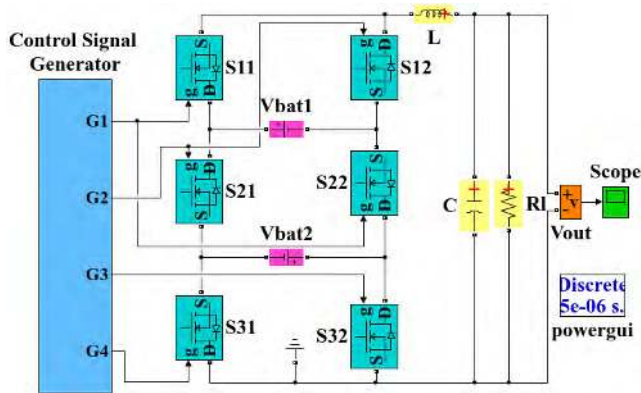 Control Signal
Generator
G1
G2
G3
G4
S
g
D
S11
g
D
S
S12
L
Vbat1
g
D
S
S21
S
g
D
S22
Vbat2
S
g
D
S31
g
D
S
S32
C
Rl
+
v
−
Vout
Scope
Discrete
5e-06 s.
powergui